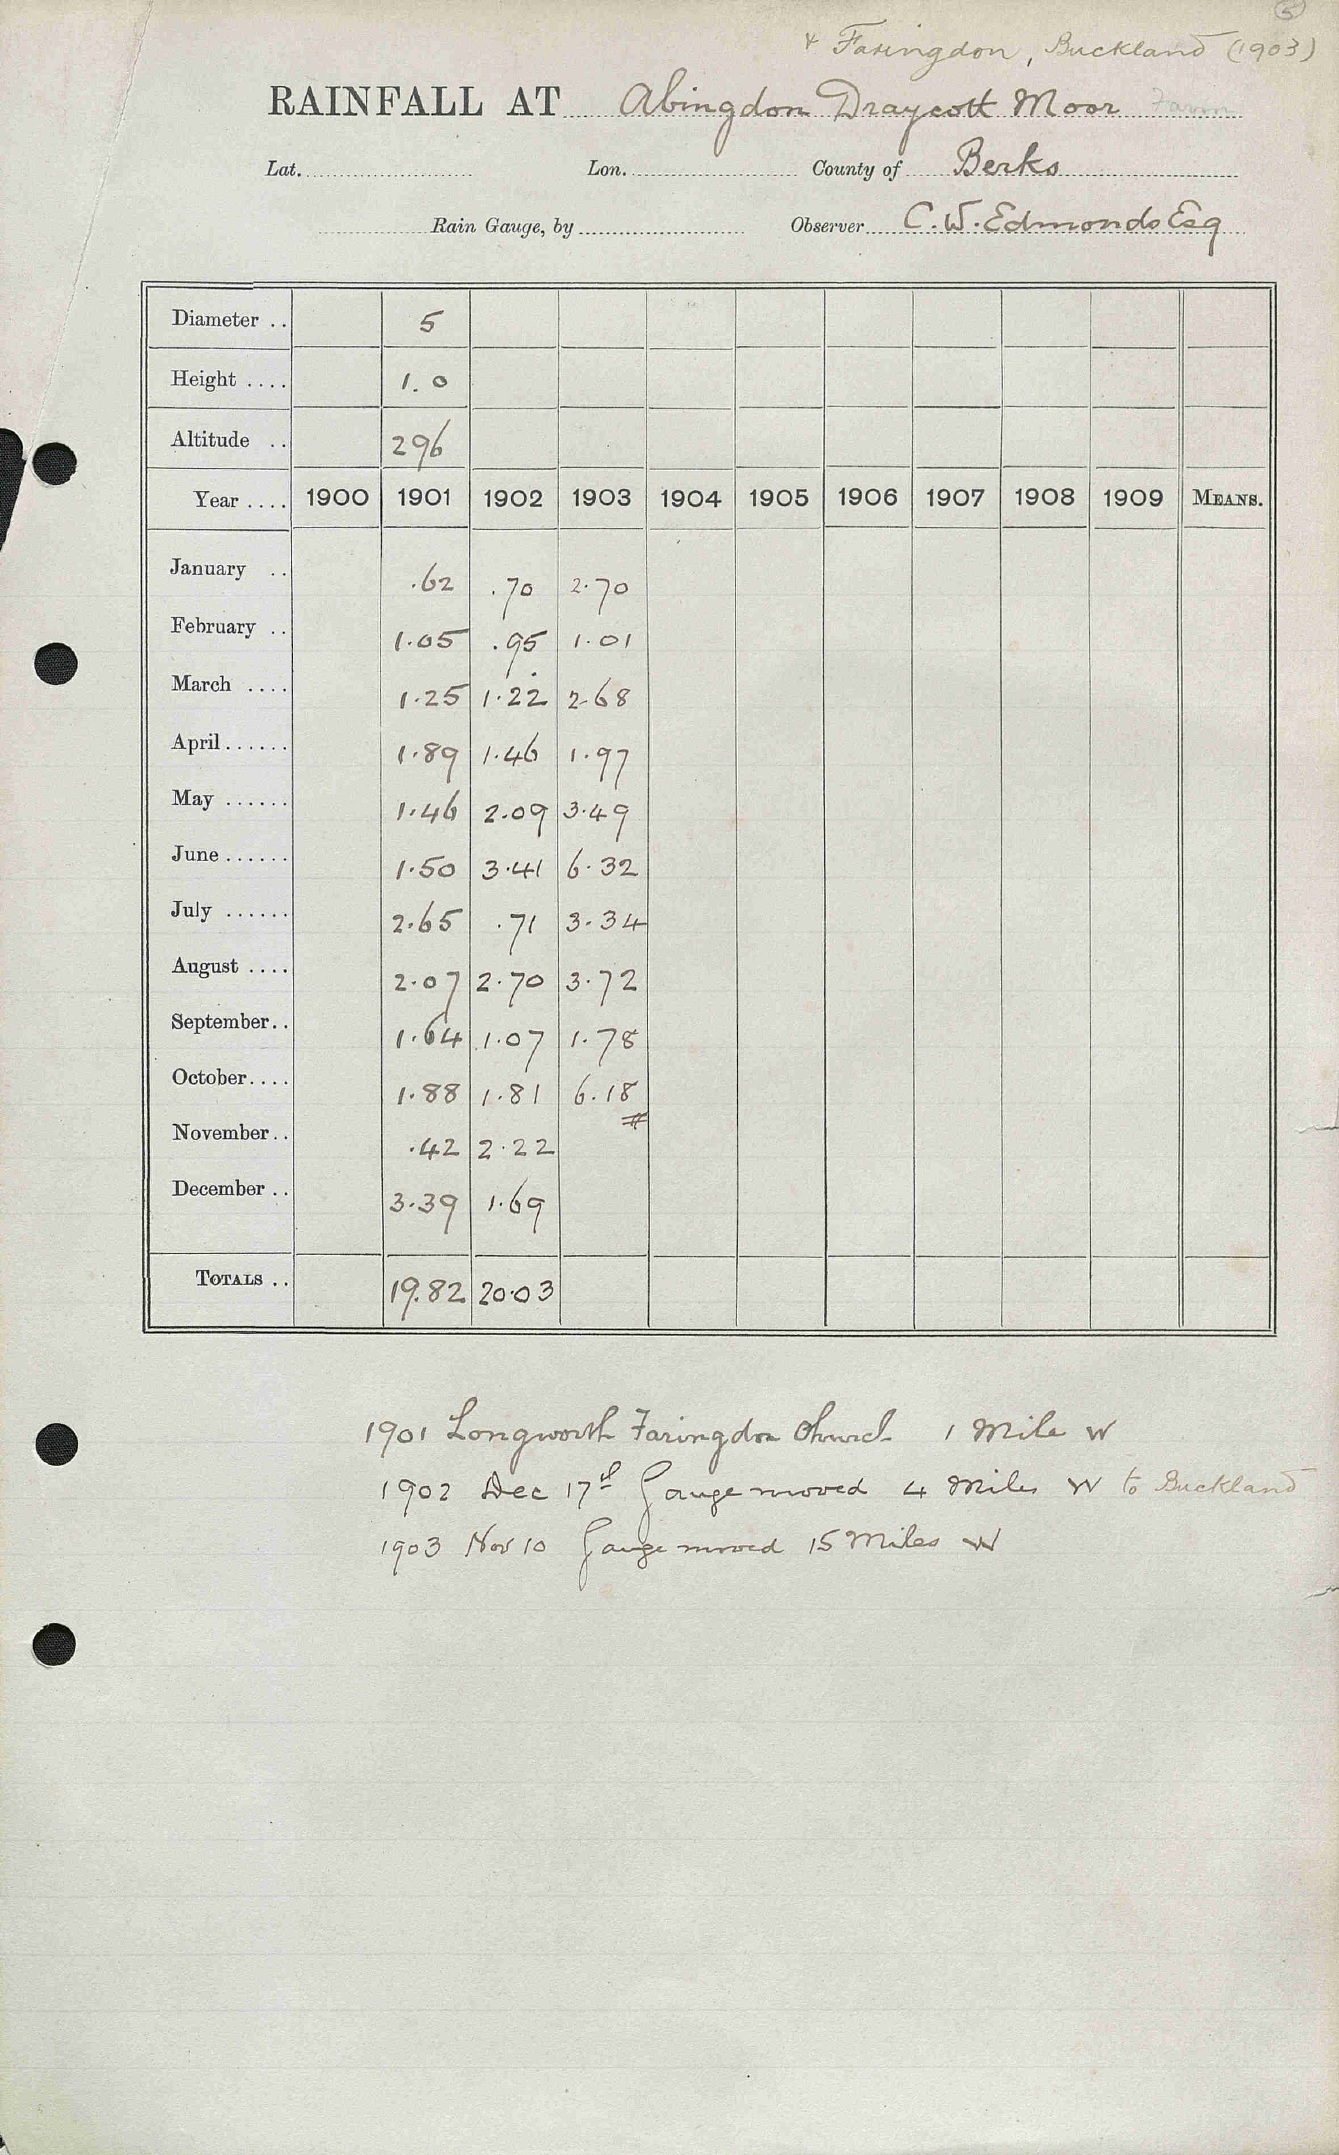 5
& Faringdon, Buckland (1903)
RAINFALL AT Abingdon Draycott Moor Farm
Lat. Lon. County of Berks
Rain Gauge, by Observer C. W. Edmonds Esq
Diameter .. 5
Height .... 1.0
Altitude .. 296
Year .... 1900 1901 1902 1903 1904 1905 1906 1907 1908 1909 MEANS.
January .. .62 .70 2.70
February .. 1.05 .95 1.01
March .... 1.25 1.22 2.68
April ...... 1.89 1.46 1.97
May ...... 1.46 2.09 3.49
June ...... 1.50 3.41 6.32
July ...... 2.65 .71 3.34
August .... 2.07 2.70 3.72
September.. 1.64 1.07 1.78
October.... 1.88 1.81 6.18
#
November.. .42 2.22
December .. 3.39 1.69
TOTALS .. 19.82 20.03
1901 Longworth Faringdon Church 1 Mile W
1902 Dec 17th Gauge moved 4 Miles W to Buckland
1903 Nov 10 Gauge moved 15 Miles W